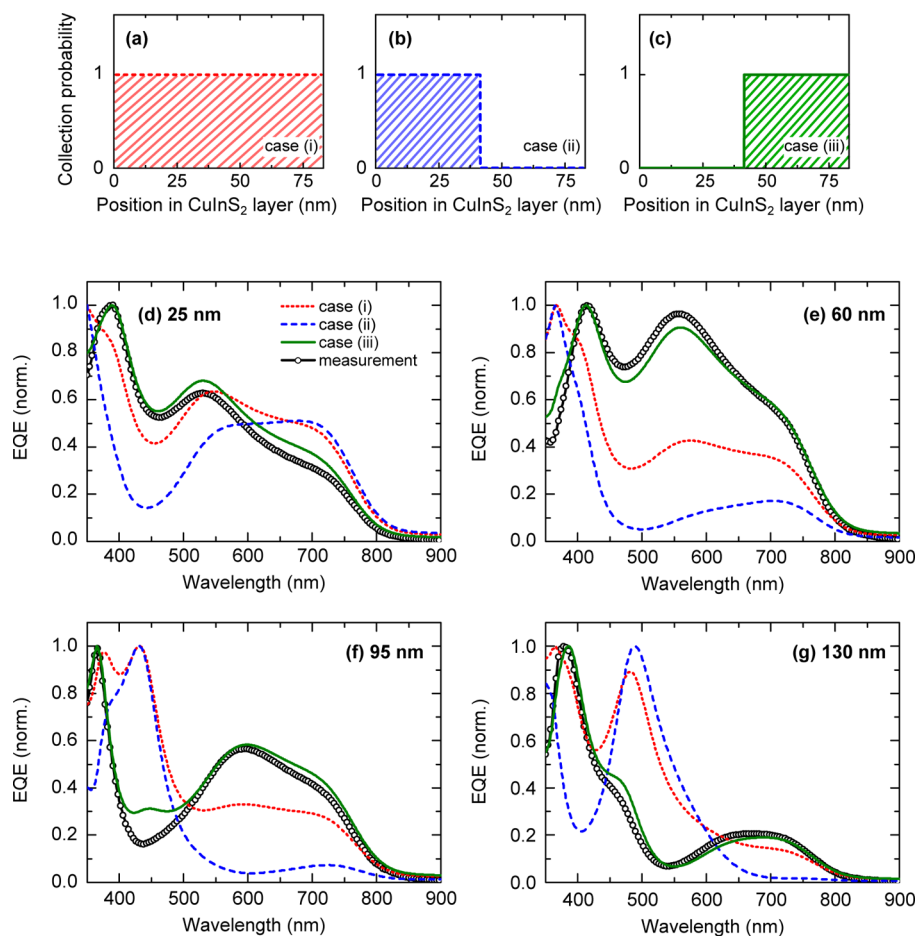 (a) (b) (c)
Collection probability
1 1 1
0 0 0
case (i) case (ii) case (iii)
0 25 50 75 0 25 50 75 0 25 50 75
Position in CuInS2 layer (nm) Position in CuInS2 layer (nm) Position in CuInS2 layer (nm)
(d) 25 nm
case (i)
case (ii)
case (iii)
measurement
1.0
0.8
0.6
0.4
0.2
0.0
EQE (norm.)
400 500 600 700 800 900
Wavelength (nm)
(e) 60 nm
1.0
0.8
0.6
0.4
0.2
0.0
EQE (norm.)
400 500 600 700 800 900
Wavelength (nm)
(f) 95 nm
1.0
0.8
0.6
0.4
0.2
0.0
EQE (norm.)
400 500 600 700 800 900
Wavelength (nm)
(g) 130 nm
1.0
0.8
0.6
0.4
0.2
0.0
EQE (norm.)
400 500 600 700 800 900
Wavelength (nm)